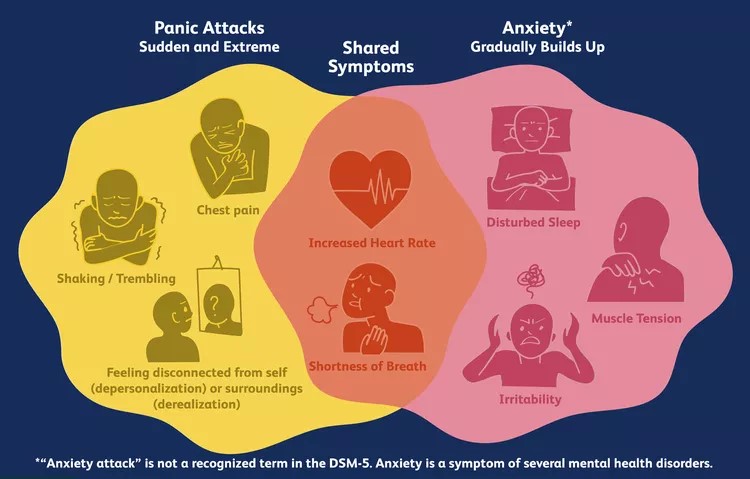 Panic Attacks
Sudden and Extreme
Shared
Symptoms
Anxiety*
Gradually Builds Up
Chest pain
Shaking / Trembling
?
Feeling disconnected from self
(depersonalization) or surroundings
(derealization)
Increased Heart Rate
Shortness of Breath
Disturbed Sleep
Muscle Tension
Irritability
*“Anxiety attack” is not a recognized term in the DSM-5. Anxiety is a symptom of several mental health disorders.